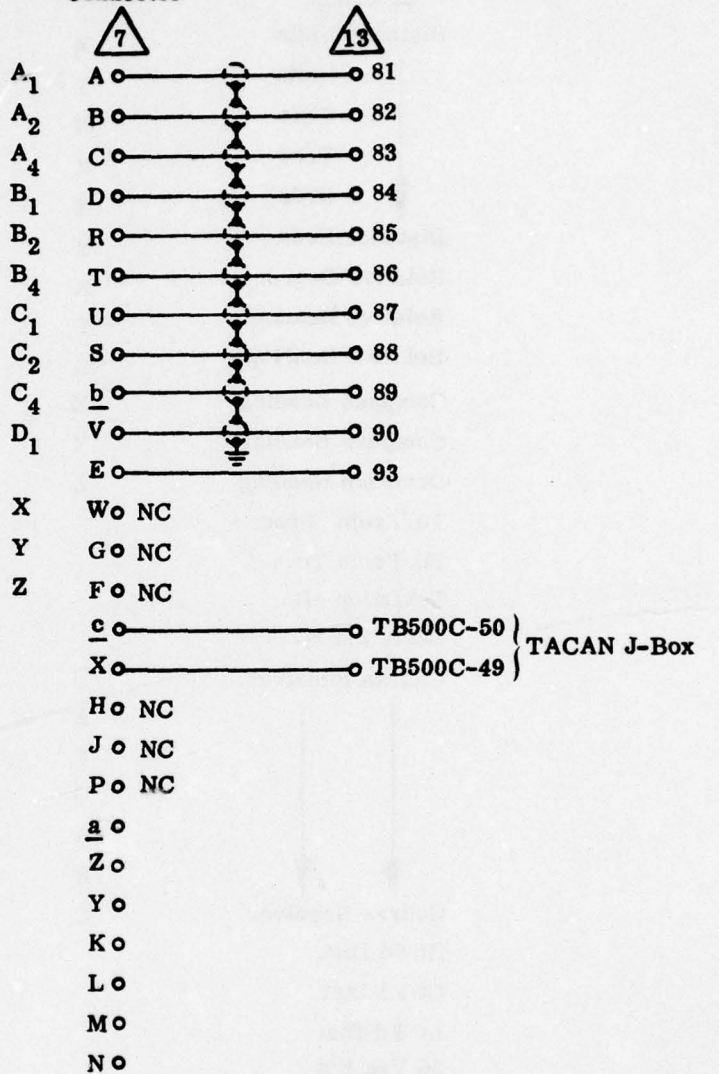 7 13
A1 A 81
A2 B 82
A4 C 83
B1 D 84
B2 R 85
B4 T 86
C1 U 87
C2 S 88
C4 b 89
D1 V 90
E 93
X W NC
Y G NC
Z F NC
c TB500C-50
TACAN J-Box
X TB500C-49
H NC
J NC
P NC
a
Z
Y
K
L
M
N